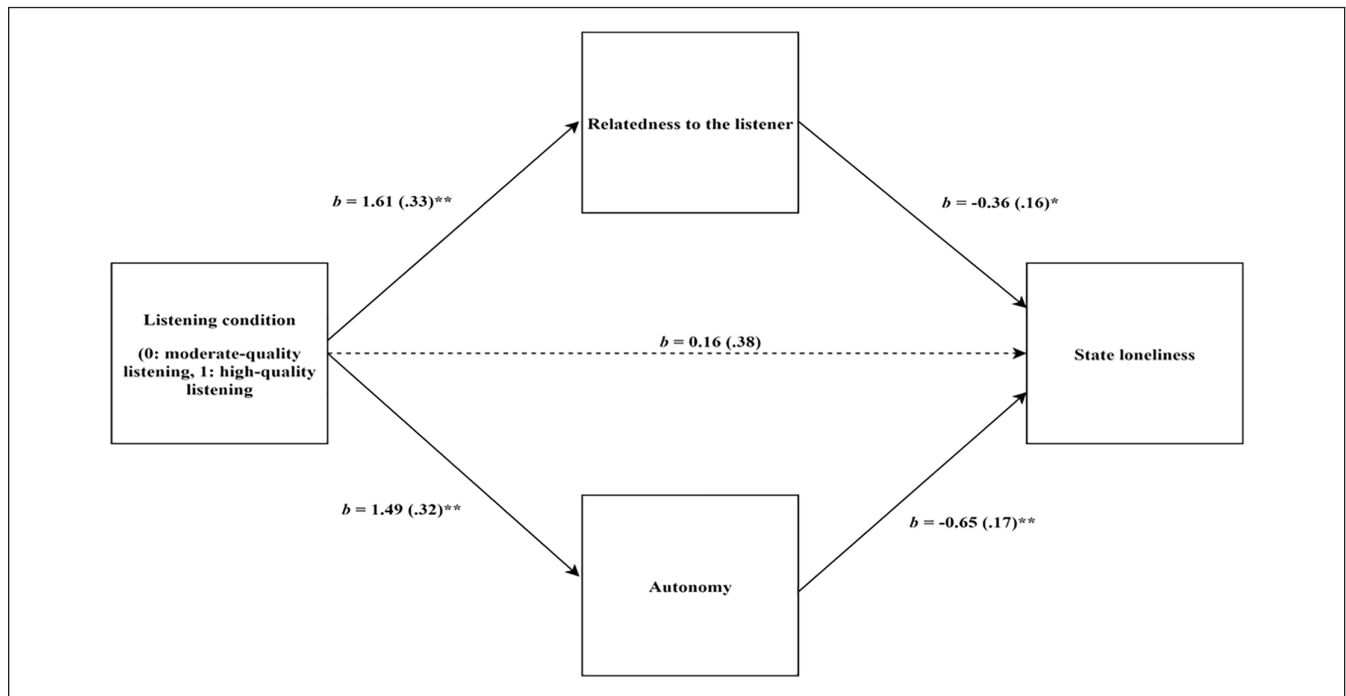 Relatedness to the listener
b = 1.61 (.33)**
b = -0.36 (.16)*
Listening condition
(0: moderate-quality
listening, 1: high-quality
listening
b = 0.16 (.38)
State loneliness
b = 1.49 (.32)**
b = -0.65 (.17)**
Autonomy